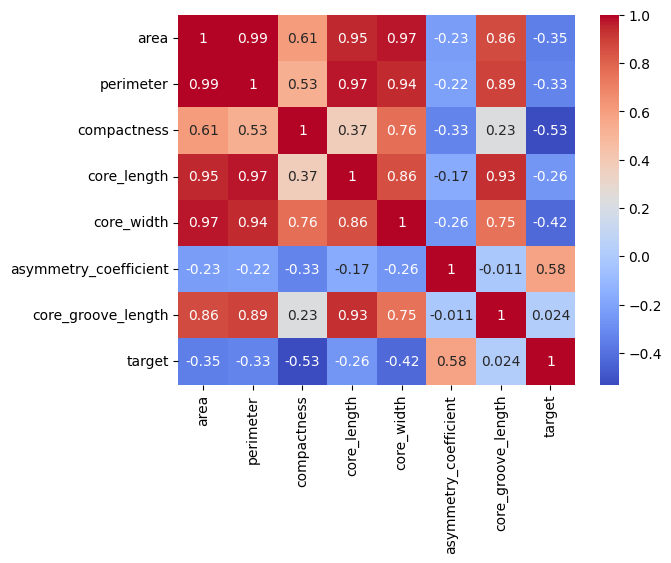 area 1 0.99 0.61 0.95 0.97 -0.23 0.86 -0.35
perimeter 0.99 1 0.53 0.97 0.94 -0.22 0.89 -0.33
compactness 0.61 0.53 1 0.37 0.76 -0.33 0.23 -0.53
core_length 0.95 0.97 0.37 1 0.86 -0.17 0.93 -0.26
core_width 0.97 0.94 0.76 0.86 1 -0.26 0.75 -0.42
asymmetry_coefficient -0.23 -0.22 -0.33 -0.17 -0.26 1 -0.011 0.58
core_groove_length 0.86 0.89 0.23 0.93 0.75 -0.011 1 0.024
target -0.35 -0.33 -0.53 -0.26 -0.42 0.58 0.024 1
area
perimeter
compactness
core_length
core_width
asymmetry_coefficient
core_groove_length
target
1.0
0.8
0.6
0.4
0.2
0.0
-0.2
-0.4